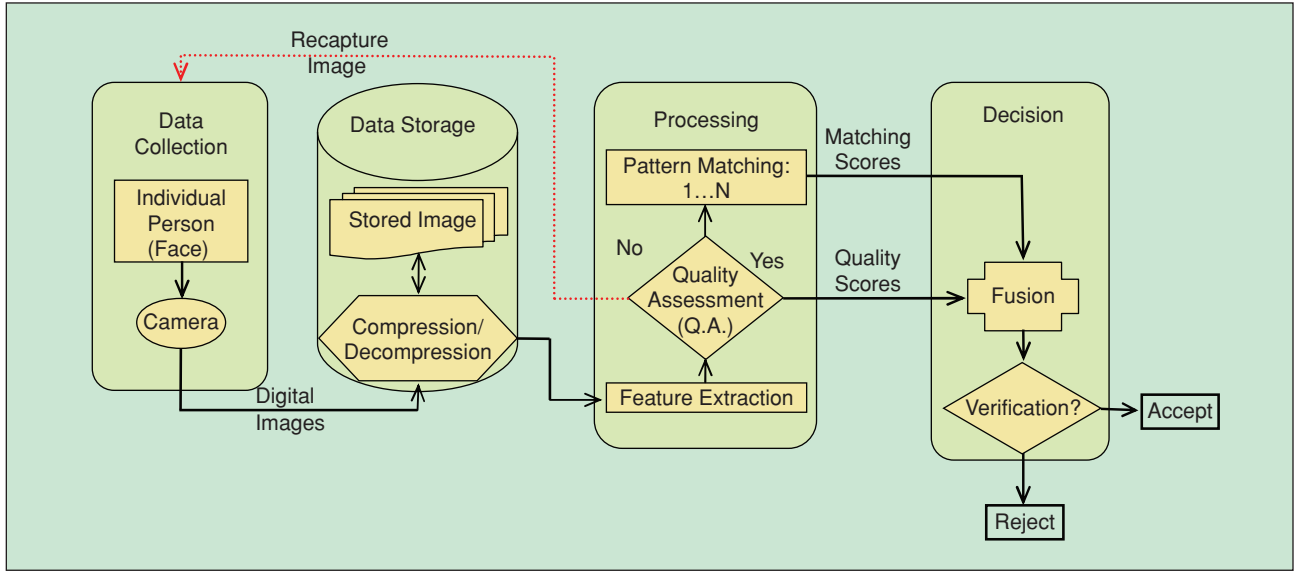 Recapture
Image
Data
Collection
Individual
Person
(Face)
Camera
Digital
Images
Data Storage
Stored Image
Compression/
Decompression
Processing
Pattern Matching:
1...N
No
Yes
Quality
Assessment
(Q.A.)
Feature Extraction
Matching
Scores
Quality
Scores
Decision
Fusion
Verification?
Accept
Reject